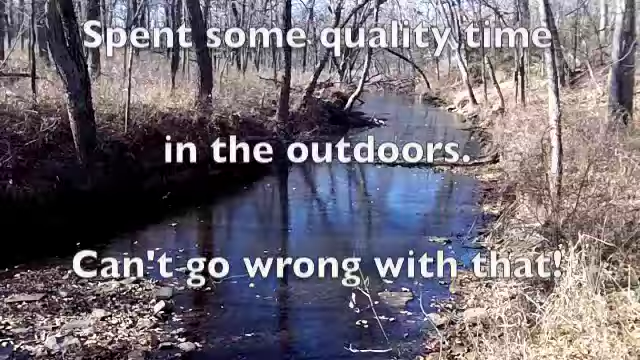 Spent some quality time
in the outdoors.
Can't go wrong with that!